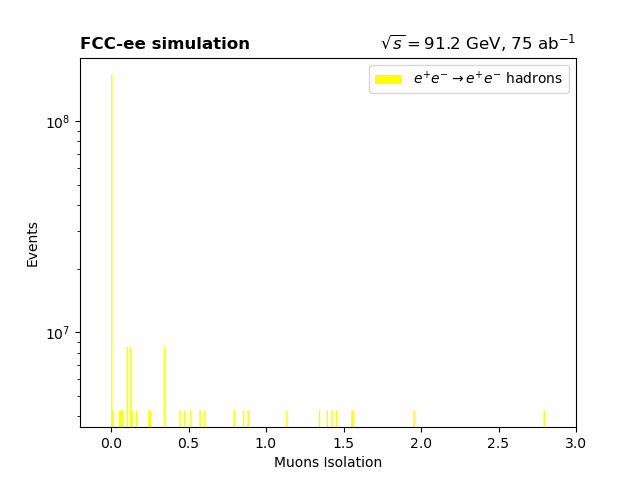 FCC-ee simulation
√s = 91.2 GeV, 75 ab⁻¹
e⁺e⁻ → e⁺e⁻ hadrons
10⁸
10⁷
Events
0.0 0.5 1.0 1.5 2.0 2.5 3.0
Muons Isolation